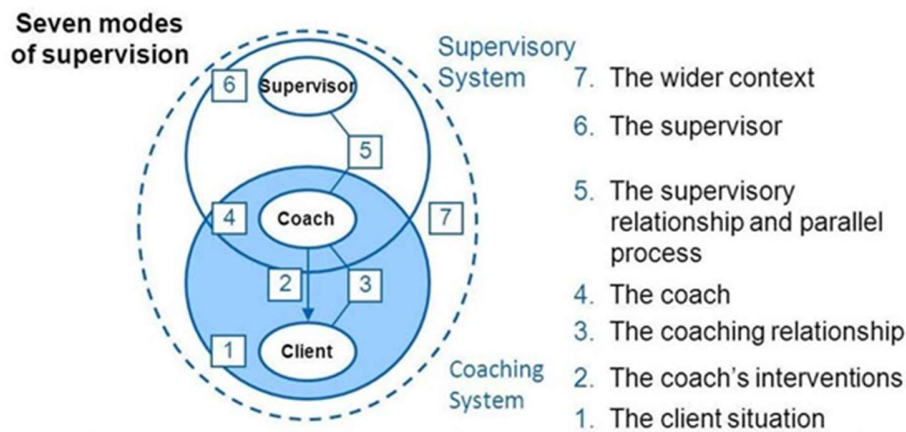 Seven modes
of supervision
Supervisory
System
6
Supervisor
5
4
Coach
7
2
3
1
Client
Coaching
System
7. The wider context
6. The supervisor
5. The supervisory
relationship and parallel
process
4. The coach
3. The coaching relationship
2. The coach's interventions
1. The client situation